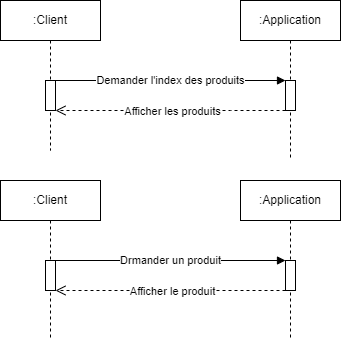 :Client
:Application
Demander l'index des produits
Afficher les produits
:Client
:Application
Drmander un produit
Afficher le produit